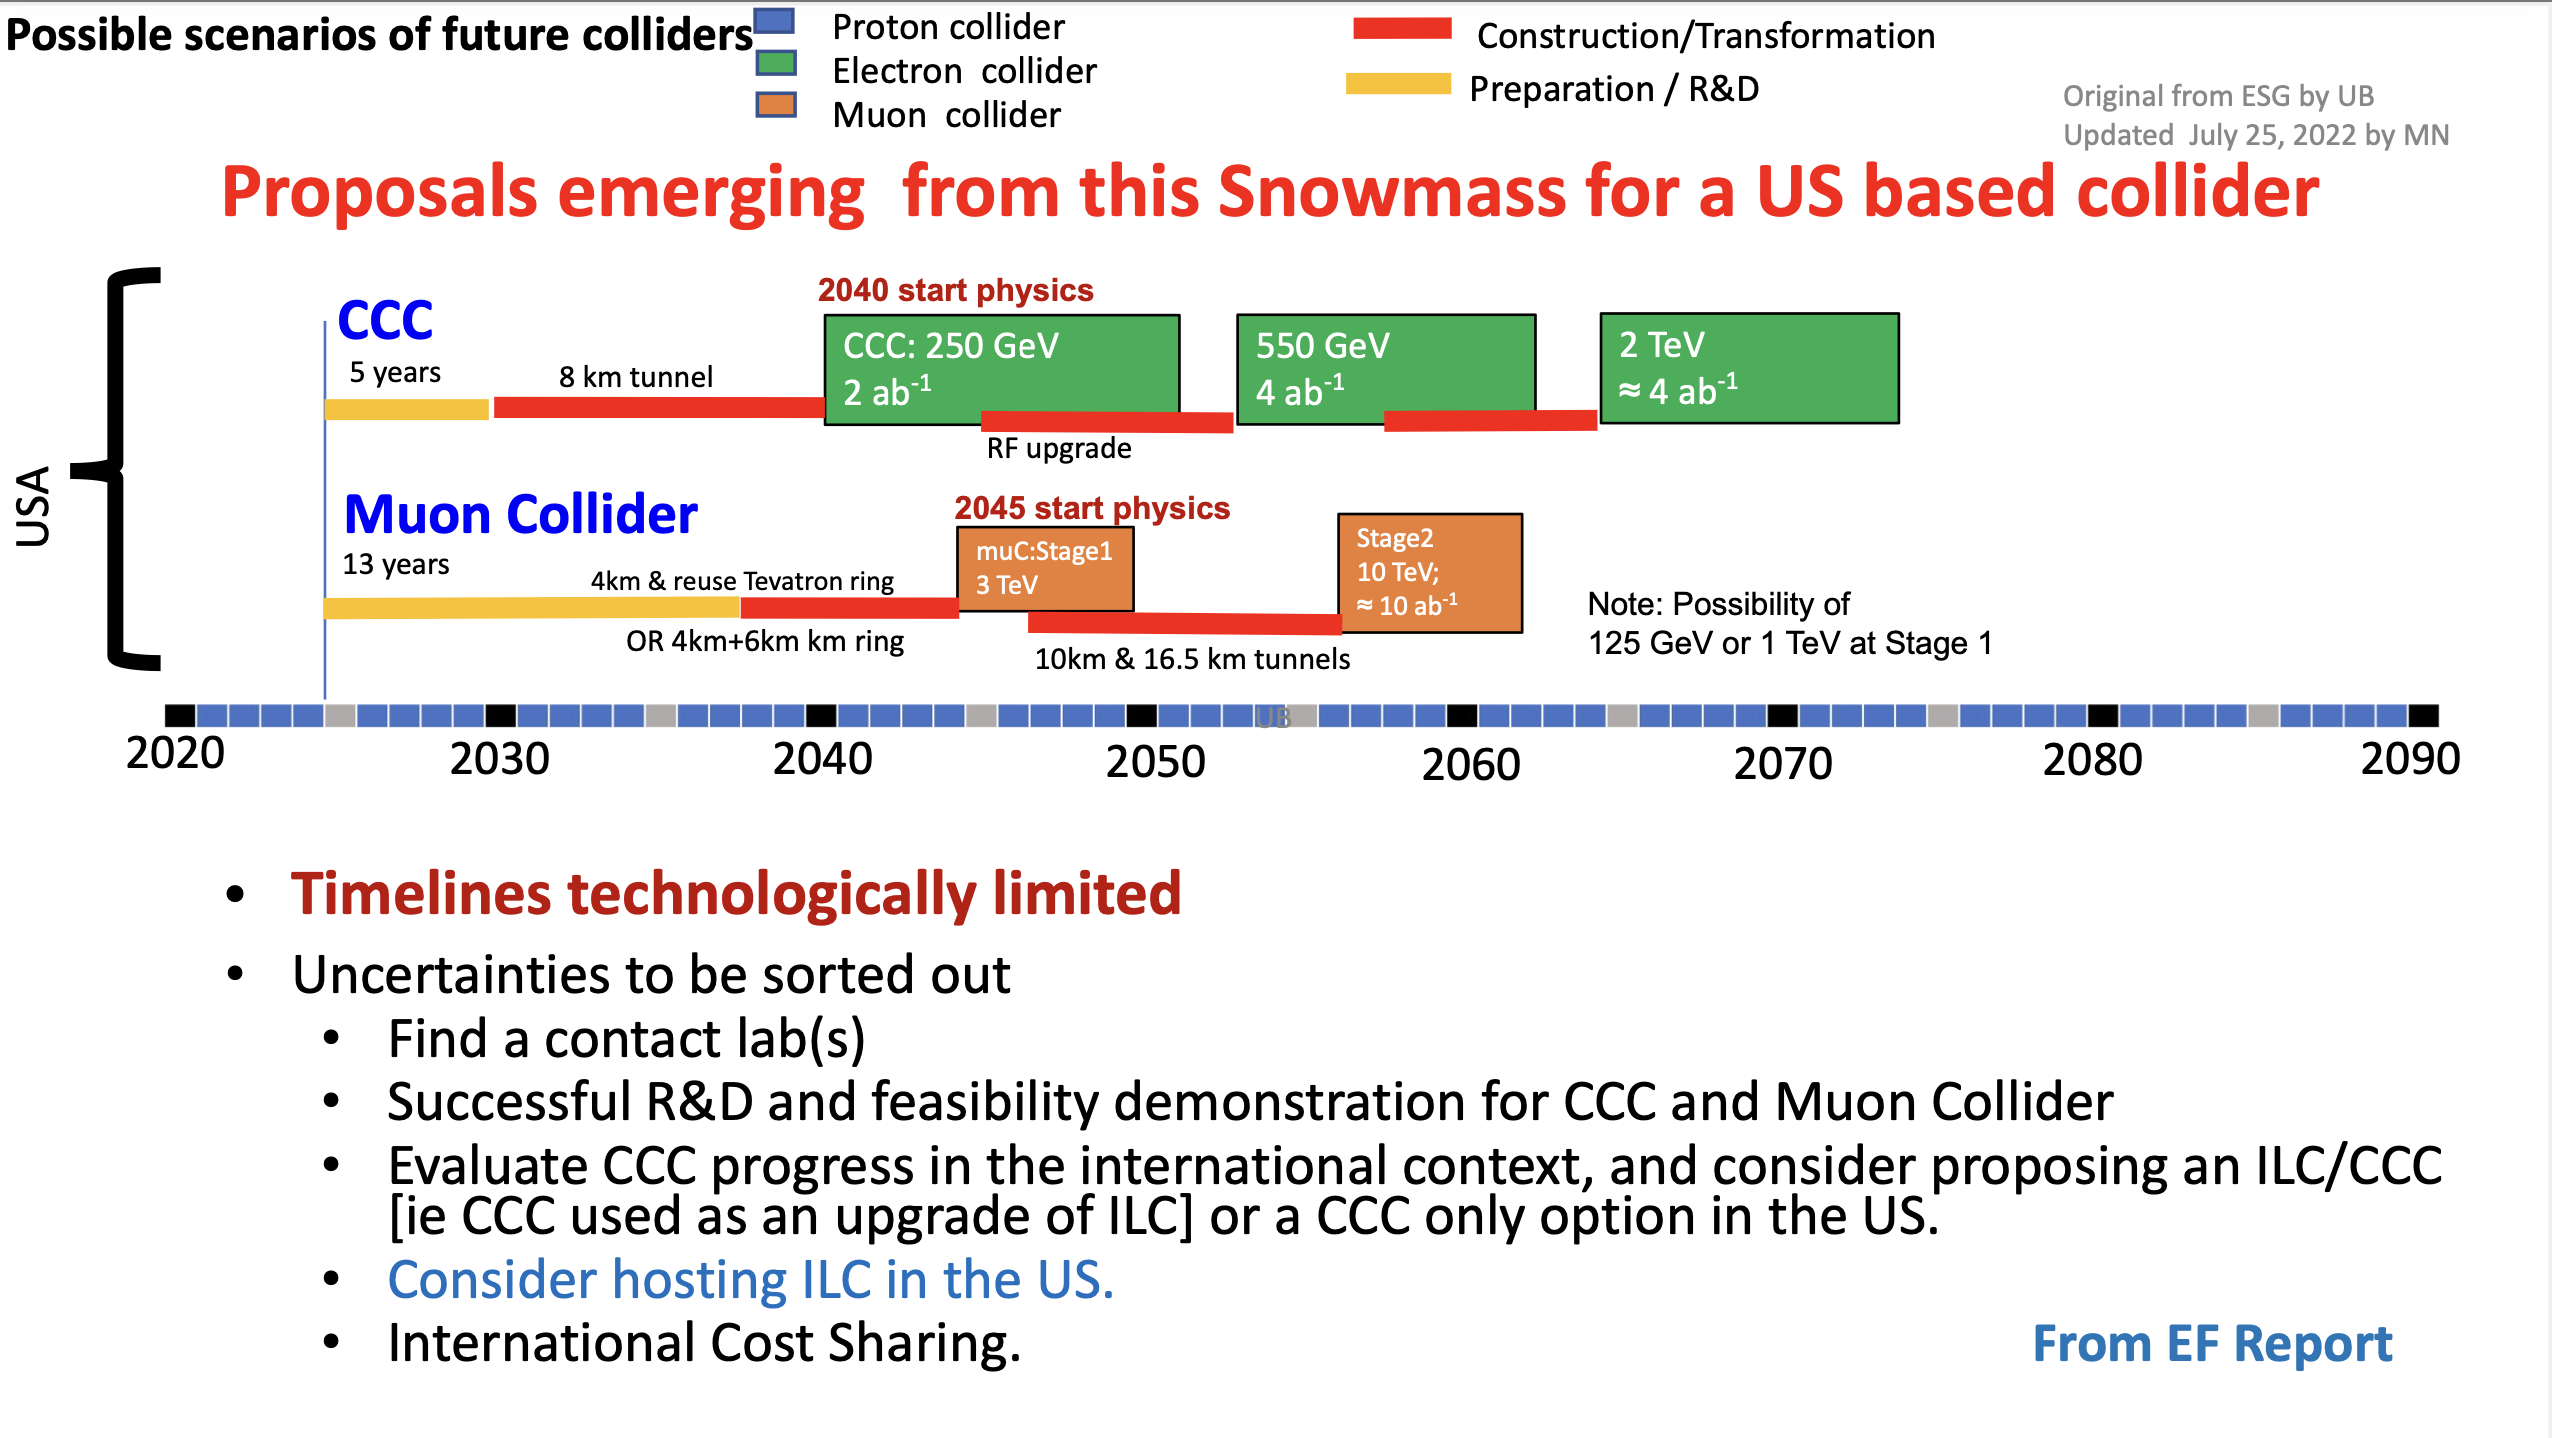 Possible scenarios of future colliders
Proton collider
Electron collider
Muon collider
Construction/Transformation
Preparation / R&D
Original from ESG by UB
Updated July 25, 2022 by MN
Proposals emerging from this Snowmass for a US based collider
USA
CCC
5 years
8 km tunnel
2040 start physics
CCC: 250 GeV
2 ab-1
RF upgrade
550 GeV
4 ab-1
2 TeV
≈ 4 ab-1
Muon Collider
13 years
4km & reuse Tevatron ring
OR 4km+6km km ring
2045 start physics
muC:Stage1
3 TeV
10km & 16.5 km tunnels
Stage2
10 TeV;
≈ 10 ab-1
Note: Possibility of
125 GeV or 1 TeV at Stage 1
UB
2020 2030 2040 2050 2060 2070 2080 2090
• Timelines technologically limited
• Uncertainties to be sorted out
• Find a contact lab(s)
• Successful R&D and feasibility demonstration for CCC and Muon Collider
• Evaluate CCC progress in the international context, and consider proposing an ILC/CCC
[ie CCC used as an upgrade of ILC] or a CCC only option in the US.
• Consider hosting ILC in the US.
• International Cost Sharing.
From EF Report